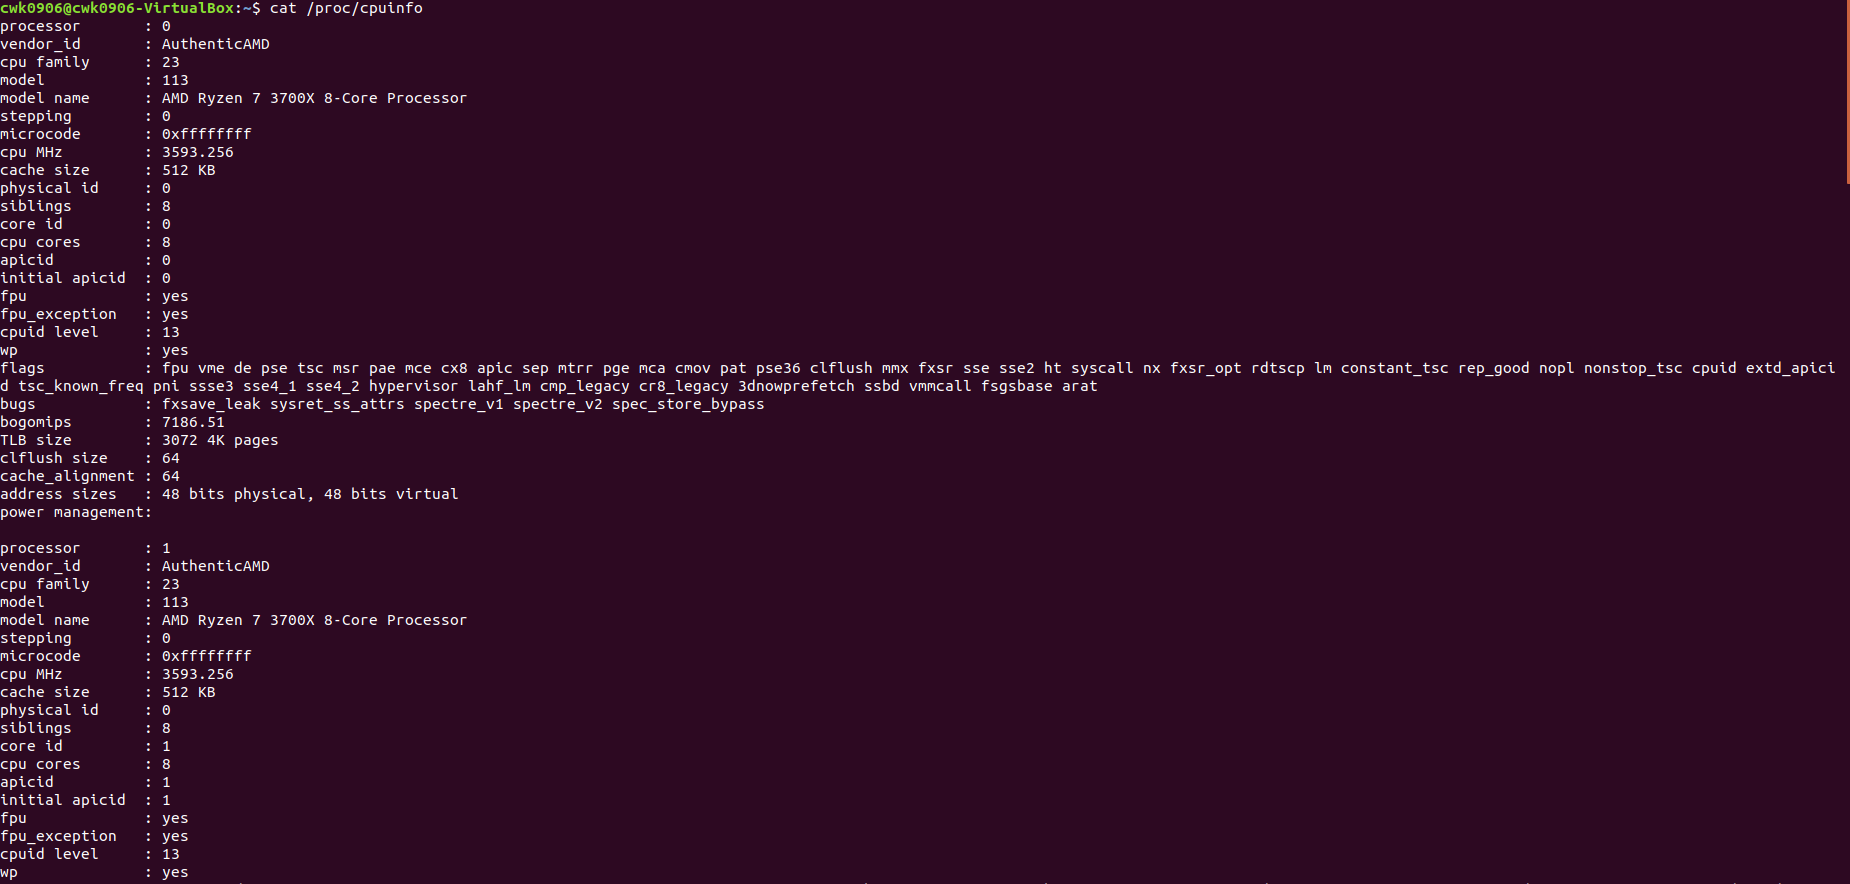 cwk0906@cwk0906-VirtualBox:~$ cat /proc/cpuinfo
processor       : 0
vendor_id       : AuthenticAMD
cpu family      : 23
model           : 113
model name      : AMD Ryzen 7 3700X 8-Core Processor
stepping        : 0
microcode       : 0xffffffff
cpu MHz         : 3593.256
cache size      : 512 KB
physical id     : 0
siblings        : 8
core id         : 0
cpu cores       : 8
apicid          : 0
initial apicid  : 0
fpu             : yes
fpu_exception   : yes
cpuid level     : 13
wp              : yes
flags           : fpu vme de pse tsc msr pae mce cx8 apic sep mtrr pge mca cmov pat pse36 clflush mmx fxsr sse sse2 ht syscall nx fxsr_opt rdtscp lm constant_tsc rep_good nopl nonstop_tsc cpuid extd_apici
d tsc_known_freq pni ssse3 sse4_1 sse4_2 hypervisor lahf_lm cmp_legacy cr8_legacy 3dnowprefetch ssbd vmmcall fsgsbase arat
bugs            : fxsave_leak sysret_ss_attrs spectre_v1 spectre_v2 spec_store_bypass
bogomips        : 7186.51
TLB size        : 3072 4K pages
clflush size    : 64
cache_alignment : 64
address sizes   : 48 bits physical, 48 bits virtual
power management:
processor       : 1
vendor_id       : AuthenticAMD
cpu family      : 23
model           : 113
model name      : AMD Ryzen 7 3700X 8-Core Processor
stepping        : 0
microcode       : 0xffffffff
cpu MHz         : 3593.256
cache size      : 512 KB
physical id     : 0
siblings        : 8
core id         : 1
cpu cores       : 8
apicid          : 1
initial apicid  : 1
fpu             : yes
fpu_exception   : yes
cpuid level     : 13
wp              : yes